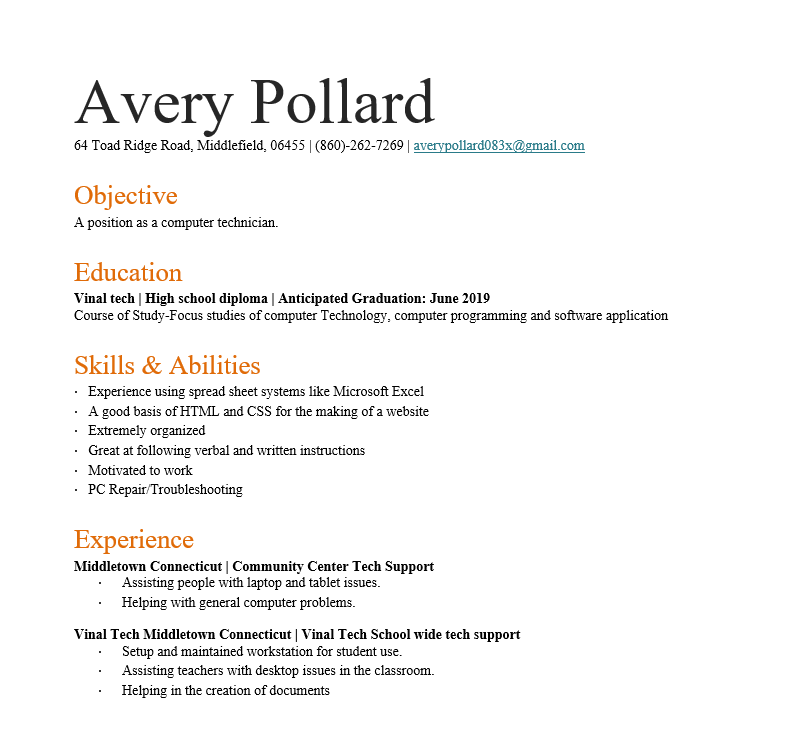 Avery Pollard
64 Toad Ridge Road, Middlefield, 06455 | (860)-262-7269 | averypollard083x@gmail.com
Objective
A position as a computer technician.
Education
Vinal tech | High school diploma | Anticipated Graduation: June 2019
Course of Study-Focus studies of computer Technology, computer programming and software application
Skills & Abilities
· Experience using spread sheet systems like Microsoft Excel
· A good basis of HTML and CSS for the making of a website
· Extremely organized
· Great at following verbal and written instructions
· Motivated to work
· PC Repair/Troubleshooting
Experience
Middletown Connecticut | Community Center Tech Support
· Assisting people with laptop and tablet issues.
· Helping with general computer problems.
Vinal Tech Middletown Connecticut | Vinal Tech School wide tech support
· Setup and maintained workstation for student use.
· Assisting teachers with desktop issues in the classroom.
· Helping in the creation of documents